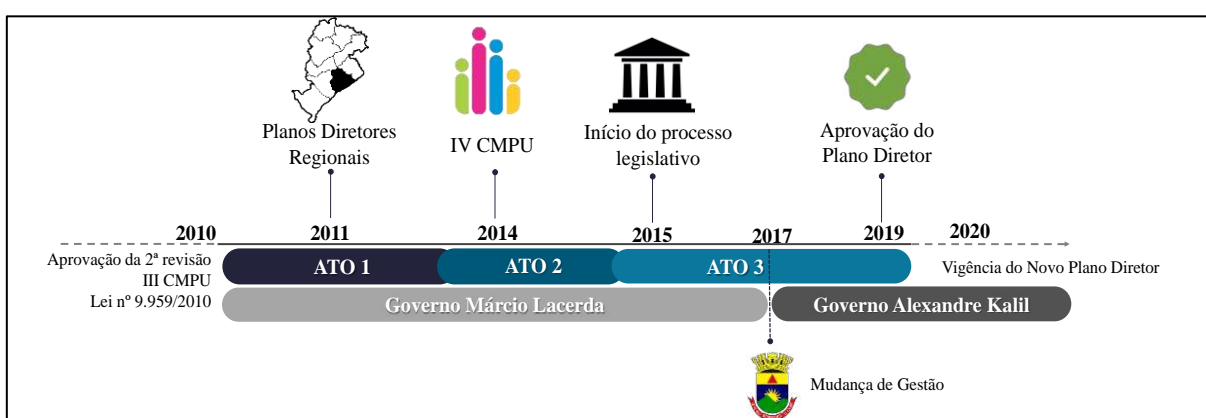 Planos Diretores
Regionais
IV CMPU
Início do processo
legislativo
Aprovação do
Plano Diretor
2010
2011
2014
2015
2017
2019
2020
Aprovação da 2ª revisão
III CMPU
Lei nº 9.959/2010
ATO 1
ATO 2
ATO 3
Vigência do Novo Plano Diretor
Governo Márcio Lacerda
Governo Alexandre Kalil
Mudança de Gestão